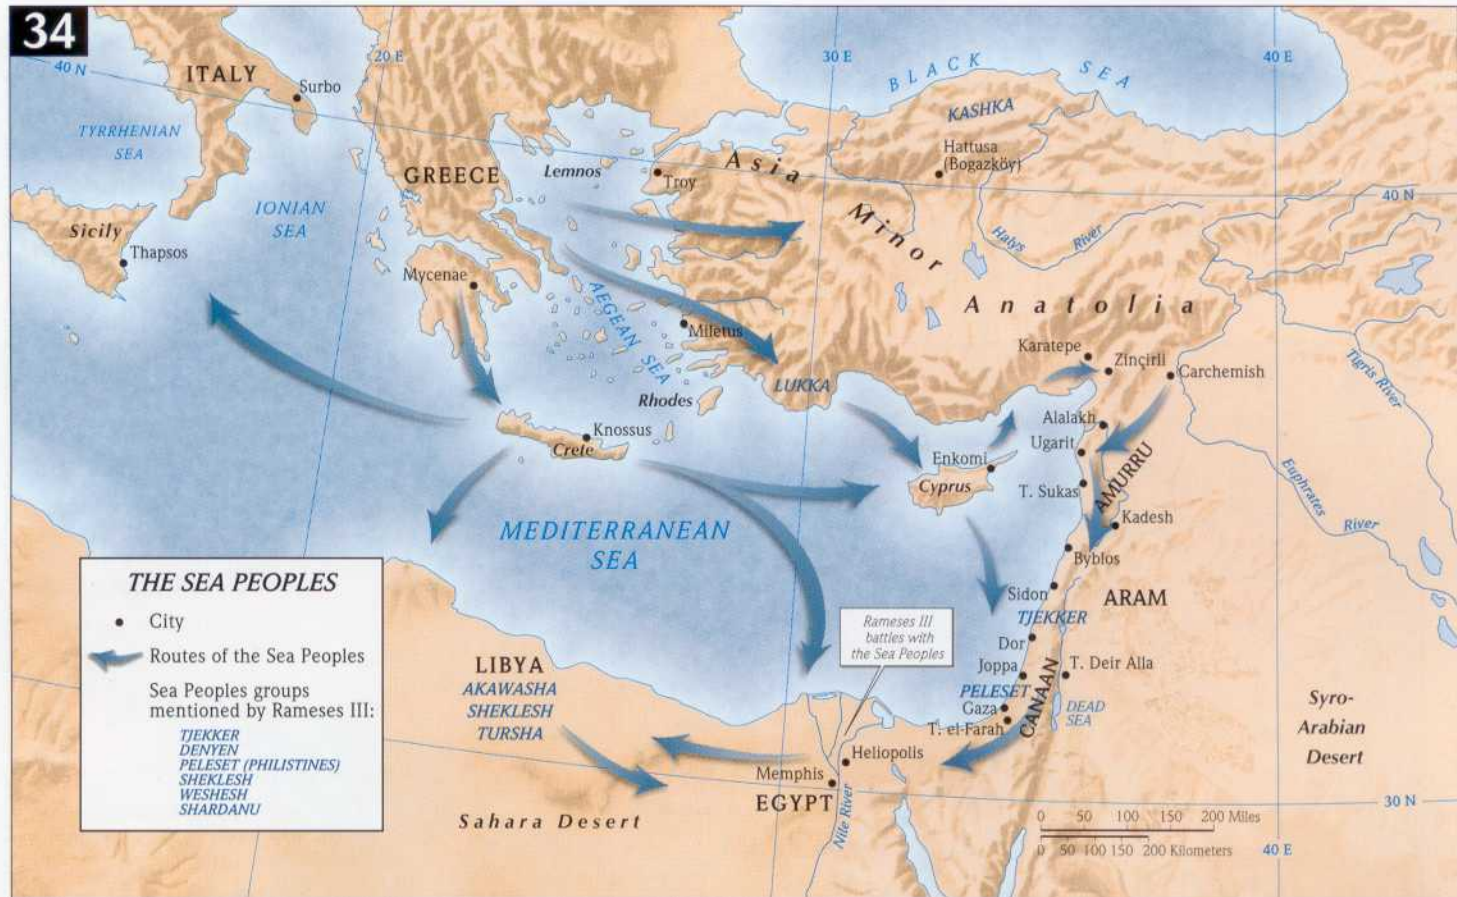 34
40 N
ITALY
20 E
Surbo
TYRRHENIAN
SEA
30 E
BLACK SEA
40 E
KASHKA
Hattusa
(Bogazköy)
GREECE
Lemnos
Troy
Asia
Minor
40 N
IONIAN
SEA
Sicily
Thapsos
Halys River
Mycenae
AEGEAN SEA
Miletus
Anatolia
Karatepe
Zinçirli
Carchemish
Tigris River
LUKKA
Rhodes
Knossus
Crete
Alalakh
Ugarit
Enkomi
Cyprus
T. Sukas
AMURRU
Kadesh
Euphrates
River
MEDITERRANEAN
SEA
Byblos
Sidon
ARAM
TJEKKER
Dor
Joppa
T. Deir Alla
PELESET
Gaza
T. el-Farah
CANAAN
DEAD
SEA
Rameses III
battles with
the Sea Peoples
LIBYA
AKAWASHA
SHEKLESH
TURSHA
Heliopolis
Memphis
EGYPT
Nile River
Sahara Desert
Syro-
Arabian
Desert
30 N
0 50 100 150 200 Miles
0 50 100 150 200 Kilometers
40 E
THE SEA PEOPLES
City
Routes of the Sea Peoples
Sea Peoples groups
mentioned by Rameses III:
TJEKKER
DENYEN
PELESET (PHILISTINES)
SHEKLESH
WESHESH
SHARDANU